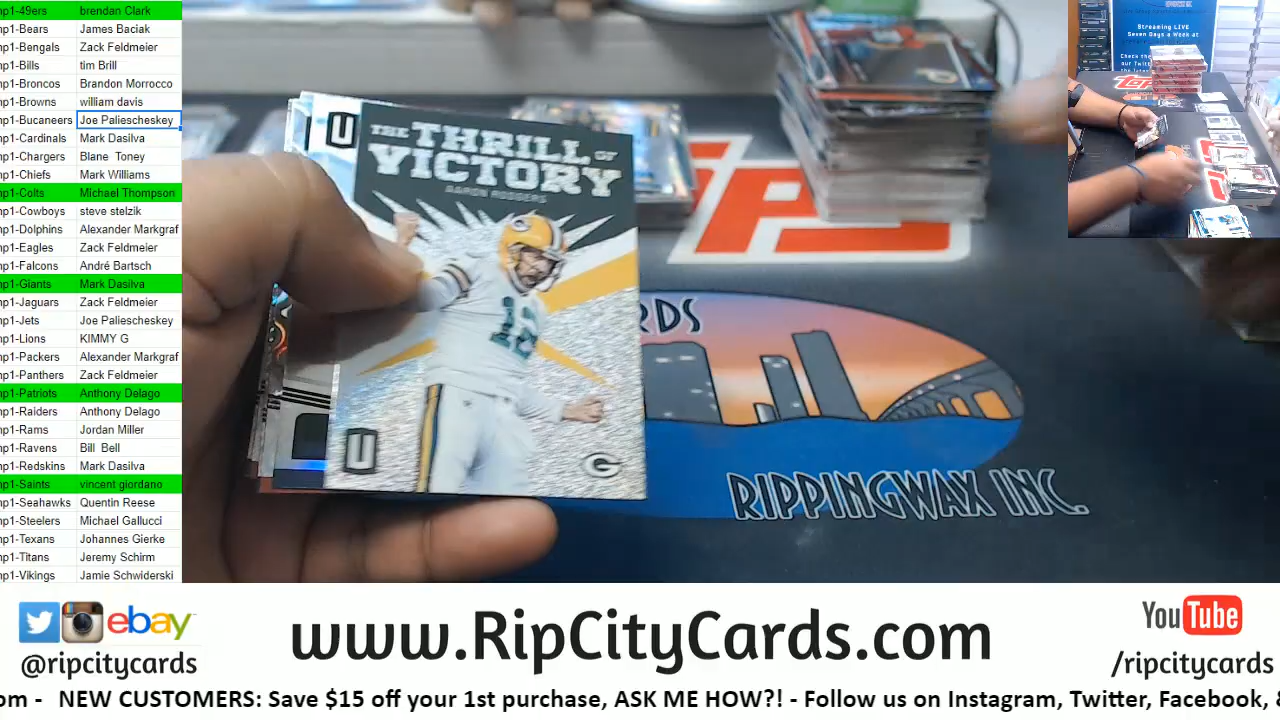 np1-49ers brendan Clark
np1-Bears James Baciak
np1-Bengals Zack Feldmeier
np1-Bills tim Brill
np1-Broncos Brandon Morrocco
np1-Browns william davis
np1-Bucaneers Joe Paliescheskey
np1-Cardinals Mark Dasilva
np1-Chargers Blane Toney
np1-Chiefs Mark Williams
np1-Colts Michael Thompson
np1-Cowboys steve stelzik
np1-Dolphins Alexander Markgraf
np1-Eagles Zack Feldmeier
np1-Falcons André Bartsch
np1-Giants Mark Dasilva
np1-Jaguars Zack Feldmeier
np1-Jets Joe Paliescheskey
np1-Lions KIMMY G
np1-Packers Alexander Markgraf
np1-Panthers Zack Feldmeier
np1-Patriots Anthony Delago
np1-Raiders Anthony Delago
np1-Rams Jordan Miller
np1-Ravens Bill Bell
np1-Redskins Mark Dasilva
np1-Saints vincent giordano
np1-Seahawks Quentin Reese
np1-Steelers Michael Gallucci
np1-Texans Johannes Gierke
np1-Titans Jeremy Schirm
np1-Vikings Jamie Schwiderski
U
THE THRILL OF
VICTORY
AARON RODGERS
12
U
G
RDS
RIPPINGWAX INC.
Streaming LIVE
Seven Days a Week at
ebay
@ripcitycards
www.RipCityCards.com
YouTube
/ripcitycards
om - NEW CUSTOMERS: Save $15 off your 1st purchase, ASK ME HOW?! - Follow us on Instagram, Twitter, Facebook, &